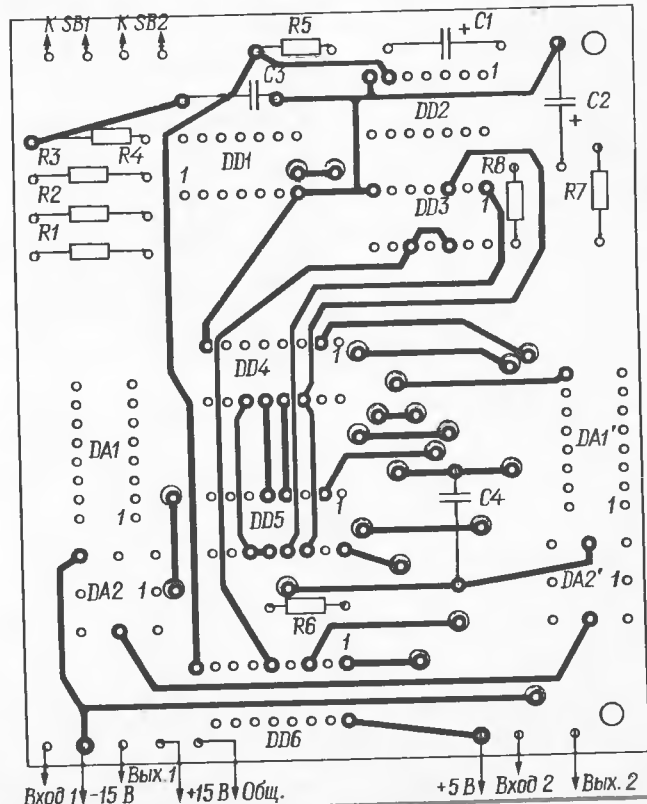 К SB1 К SB2
R5
+ C1
1
C3
C2
+
DD2
R3
R4
DD1
1
R2
R8
DD3
1
R7
R1
1
DD4
DA1
DA1′
1
1
C4
1
DD5
DA2
1
DA2′
1
R6
1
DD6
Вход 1
-15 В
Вых. 1
+15 В
Общ.
+5 В
Вход 2
Вых. 2